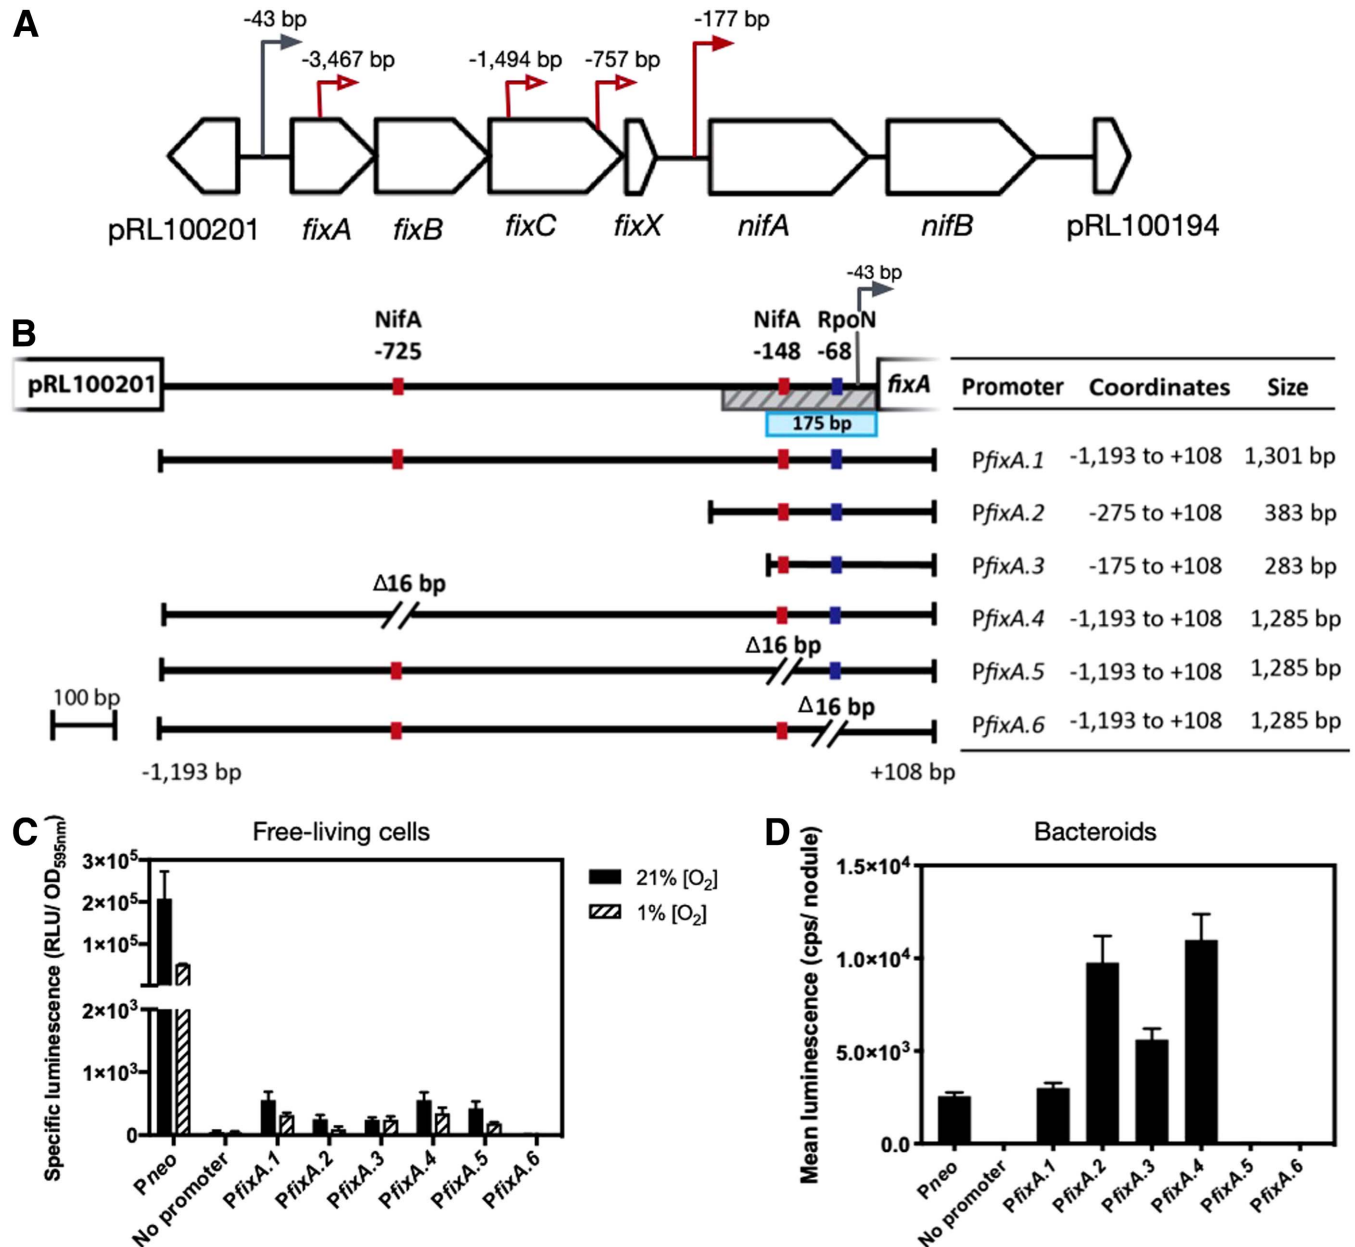 A
-43 bp
-3,467 bp
-1,494 bp
-757 bp
-177 bp
pRL100201
fixA
fixB
fixC
fixX
nifA
nifB
pRL100194
B
-43 bp
NifA
-725
NifA
-148
RpoN
-68
pRL100201
fixA
175 bp
Promoter Coordinates Size
PfixA.1 -1,193 to +108 1,301 bp
PfixA.2 -275 to +108 383 bp
PfixA.3 -175 to +108 283 bp
Δ16 bp
PfixA.4 -1,193 to +108 1,285 bp
Δ16 bp
PfixA.5 -1,193 to +108 1,285 bp
Δ16 bp
PfixA.6 -1,193 to +108 1,285 bp
100 bp
-1,193 bp
+108 bp
C
Free-living cells
Specific luminescence (RLU/ OD595nm)
3×10⁵
2×10⁵
1×10⁵
2×10³
1×10³
0
21% [O₂]
1% [O₂]
Pneo
No promoter
PfixA.1
PfixA.2
PfixA.3
PfixA.4
PfixA.5
PfixA.6
D
Bacteroids
Mean luminescence (cps/ nodule)
1.5×10⁴
1.0×10⁴
5.0×10³
0.0
Pneo
No promoter
PfixA.1
PfixA.2
PfixA.3
PfixA.4
PfixA.5
PfixA.6